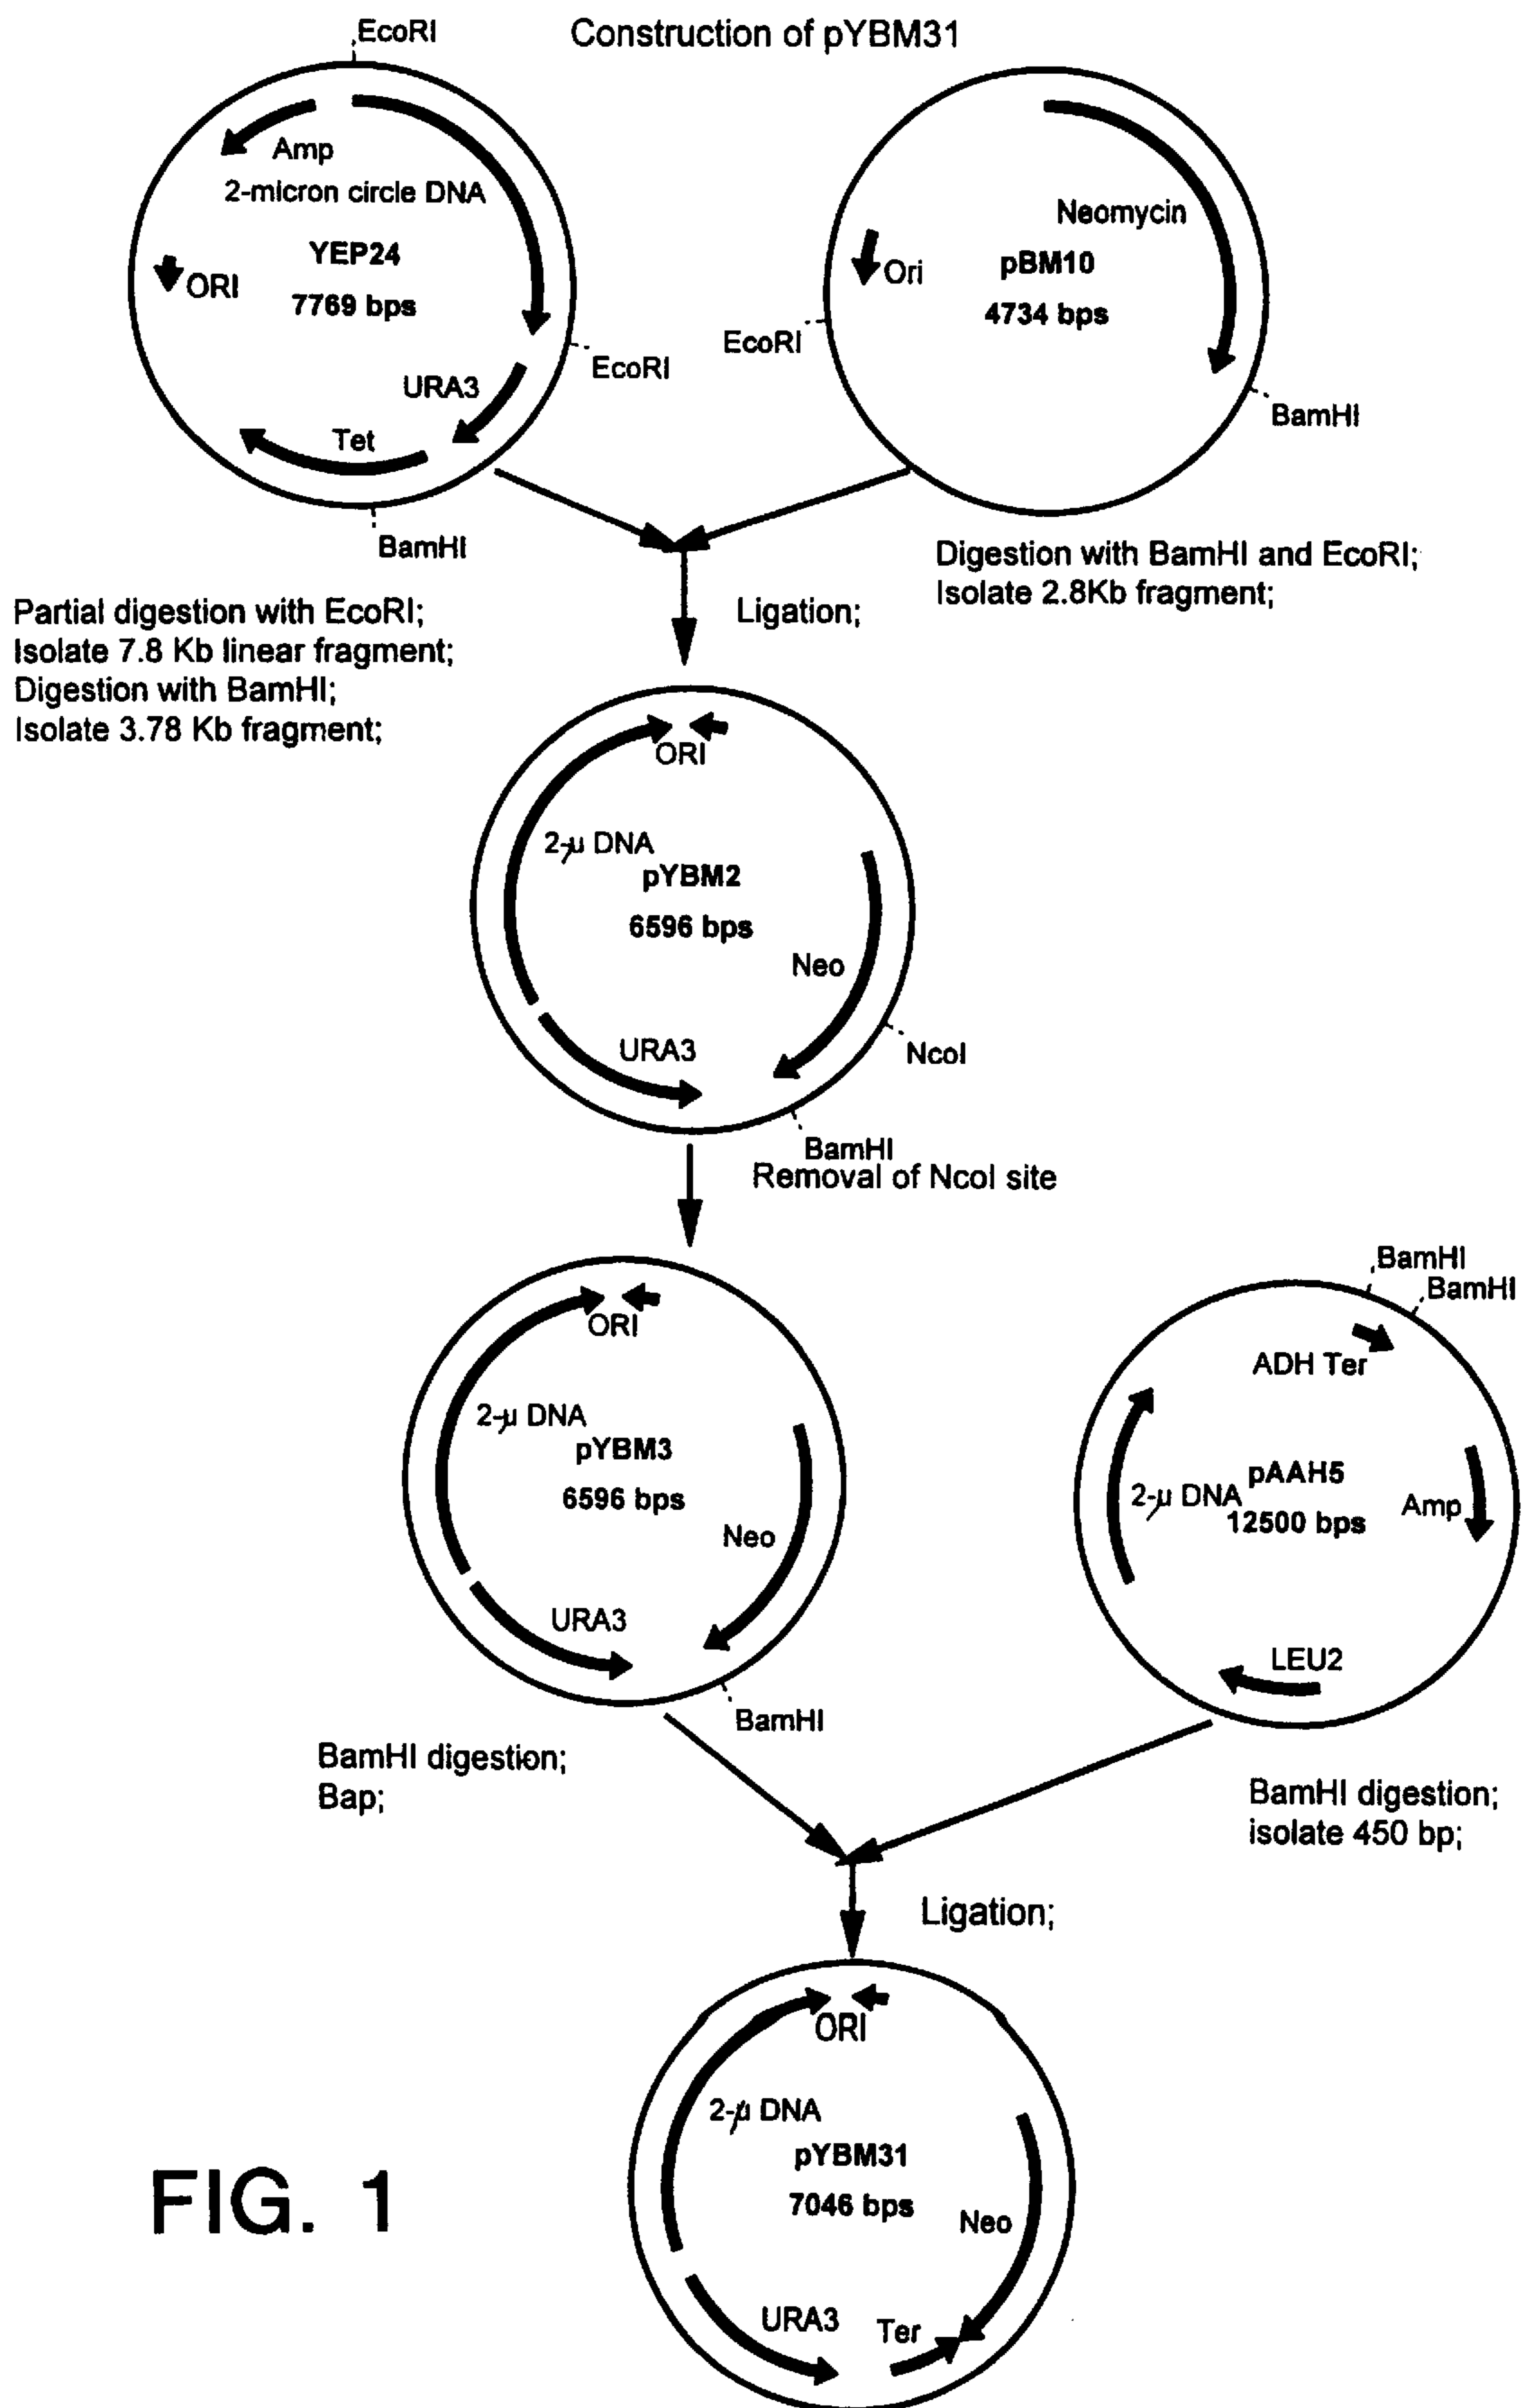 Construction of pYBM31
EcoRI
Amp
2-micron circle DNA
YEP24
7769 bps
ORI
EcoRI
URA3
Tet
BamHI
Neomycin
pBM10
4734 bps
Ori
EcoRI
BamHI
Partial digestion with EcoRI;
Isolate 7.8 Kb linear fragment;
Digestion with BamHI;
Isolate 3.78 Kb fragment;
Digestion with BamHI and EcoRI;
Isolate 2.8Kb fragment;
Ligation;
ORI
2-μ DNA
pYBM2
6596 bps
Neo
NcoI
URA3
BamHI
Removal of NcoI site
ORI
2-μ DNA
pYBM3
6596 bps
Neo
URA3
BamHI
BamHI
BamHI
ADH Ter
pAAH5
2-μ DNA
12500 bps
Amp
LEU2
BamHI digestion;
Bap;
BamHI digestion;
isolate 450 bp;
Ligation;
ORI
2-μ DNA
pYBM31
7046 bps
Neo
URA3
Ter
FIG. 1